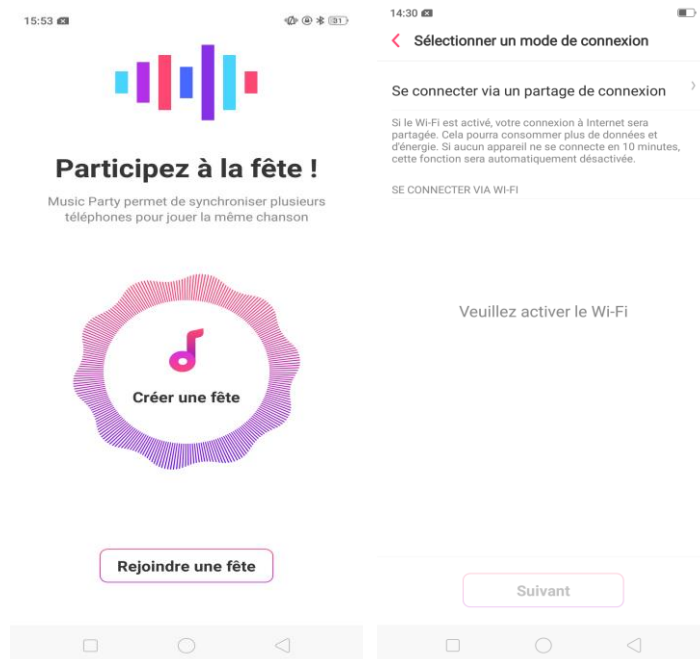 15:53
31
Participez à la fête !
Music Party permet de synchroniser plusieurs
téléphones pour jouer la même chanson
Créer une fête
Rejoindre une fête
14:30
Sélectionner un mode de connexion
Se connecter via un partage de connexion
Si le Wi-Fi est activé, votre connexion à Internet sera
partagée. Cela pourra consommer plus de données et
d'énergie. Si aucun appareil ne se connecte en 10 minutes,
cette fonction sera automatiquement désactivée.
SE CONNECTER VIA WI-FI
Veuillez activer le Wi-Fi
Suivant